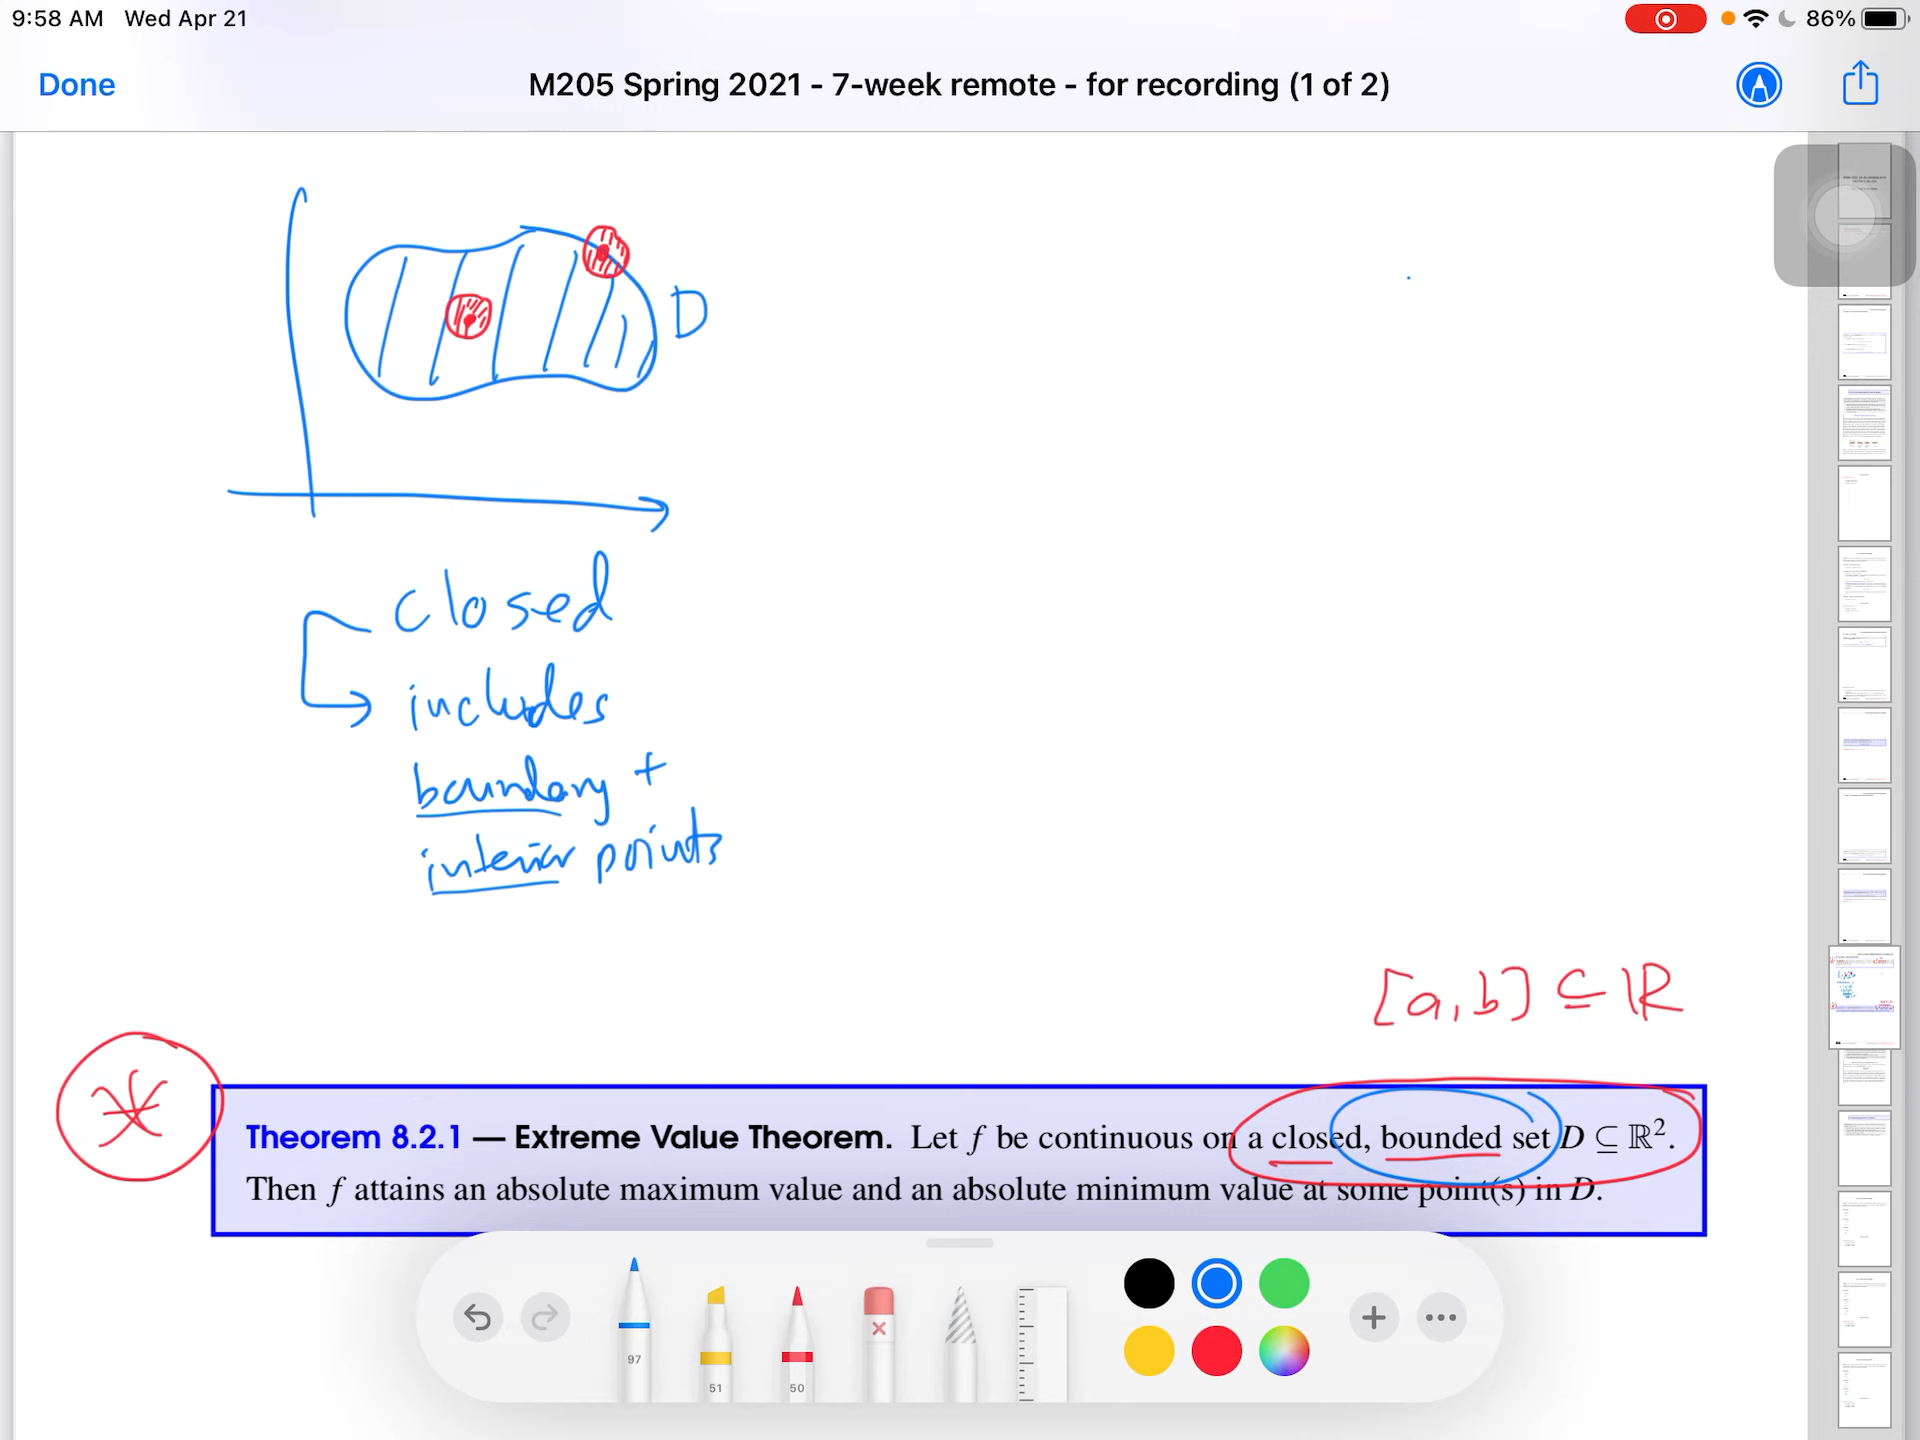 9:58 AM Wed Apr 21
86%
Done
M205 Spring 2021 - 7-week remote - for recording (1 of 2)
D
closed
includes
boundary +
interior points
[a,b] ⊆ ℝ
Theorem 8.2.1 — Extreme Value Theorem. Let f be continuous on a closed, bounded set D ⊆ ℝ².
Then f attains an absolute maximum value and an absolute minimum value at some point(s) in D.
97
51
50